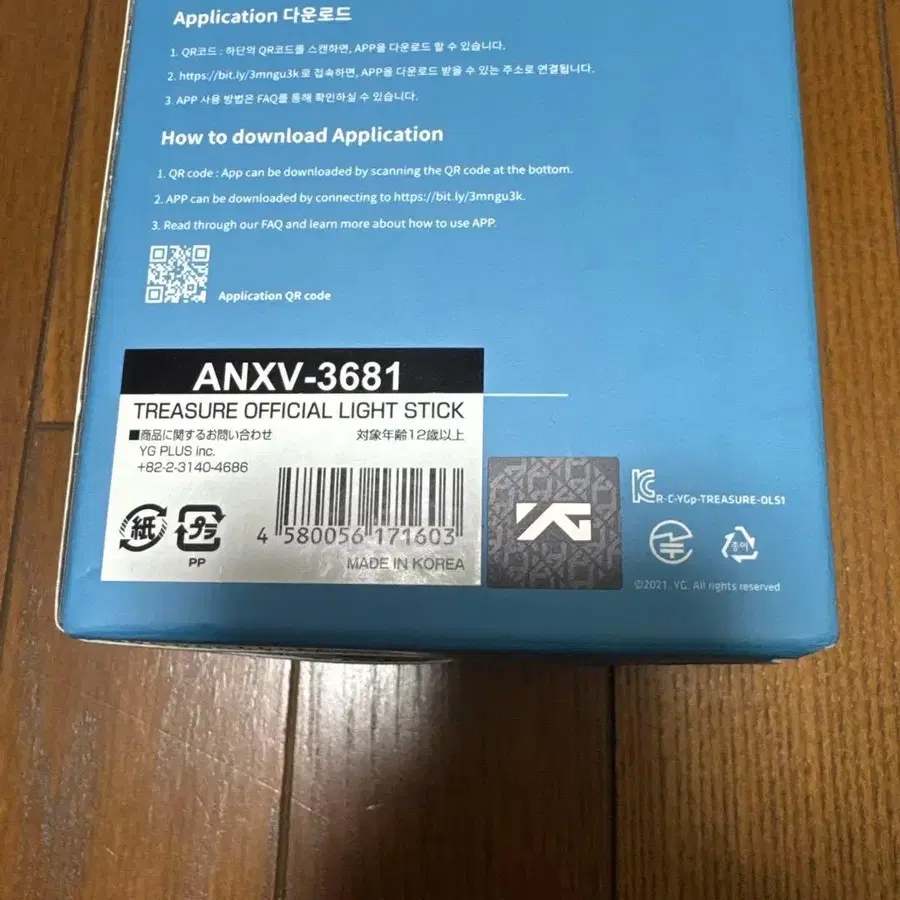 Application 다운로드
1. QR코드 : 하단의 QR코드를 스캔하면, APP을 다운로드 할 수 있습니다.
2. https://bit.ly/3mngu3k 로 접속하면, APP을 다운로드 받을 수 있는 주소로 연결됩니다.
3. APP 사용 방법은 FAQ를 통해 확인하실 수 있습니다.
How to download Application
1. QR code : App can be downloaded by scanning the QR code at the bottom.
2. APP can be downloaded by connecting to https://bit.ly/3mngu3k.
3. Read through our FAQ and learn more about how to use APP.
Application QR code
ANXV-3681
TREASURE OFFICIAL LIGHT STICK
■商品に関するお問い合わせ 対象年齢12歳以上
YG PLUS inc.
+82-2-3140-4686
紙
プラ
PP
4 580056 171603
MADE IN KOREA
YG
R-C-YGp-TREASURE-OLS1
종이
©2021. YG. All rights reserved.